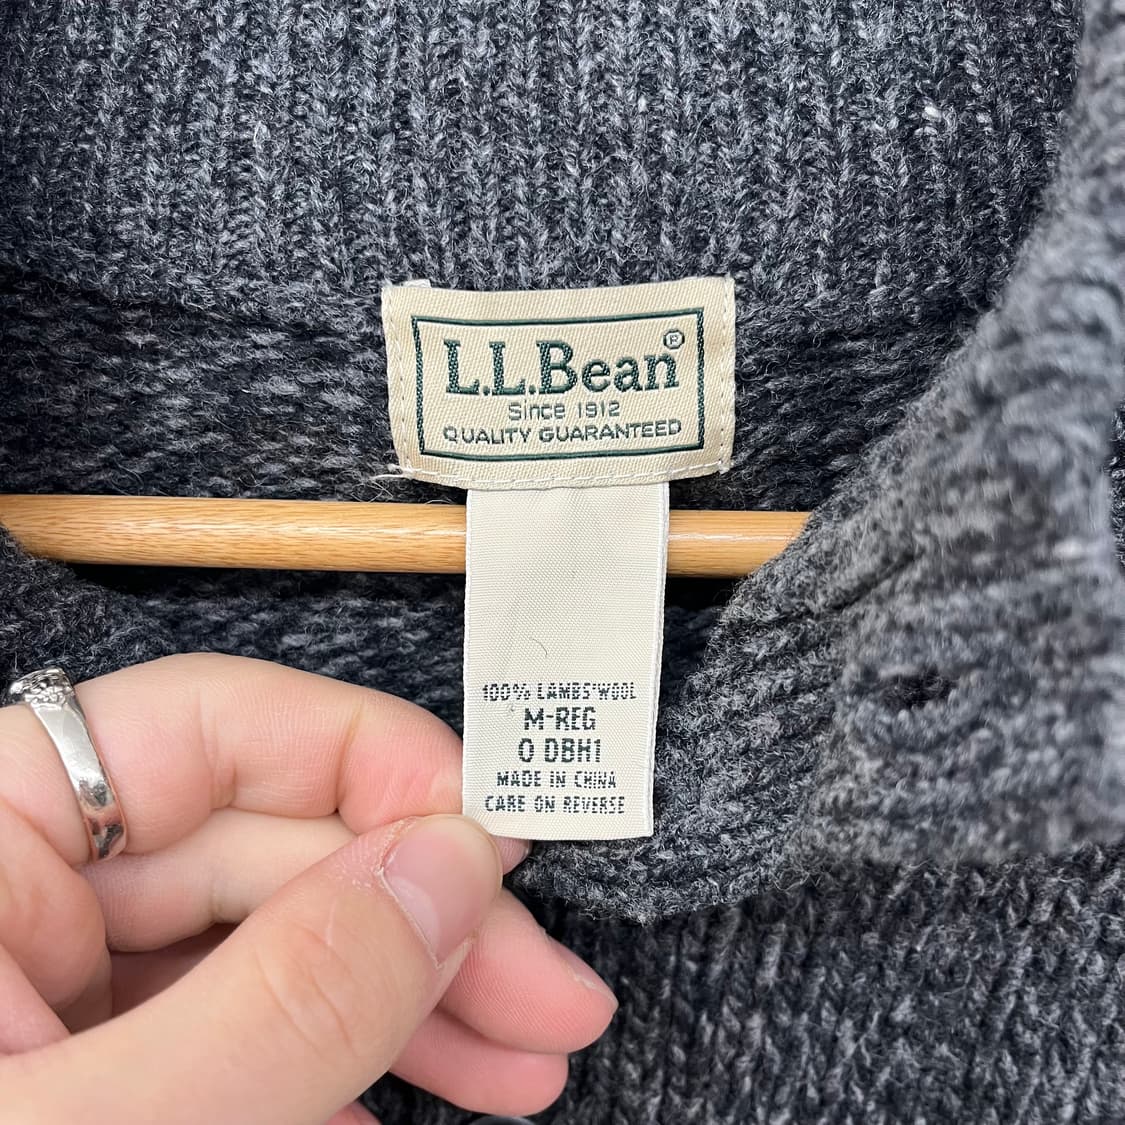 L.L.Bean®
Since 1912
QUALITY GUARANTEED
100% LAMBS'WOOL
M-REG
0 DBH1
MADE IN CHINA
CARE ON REVERSE